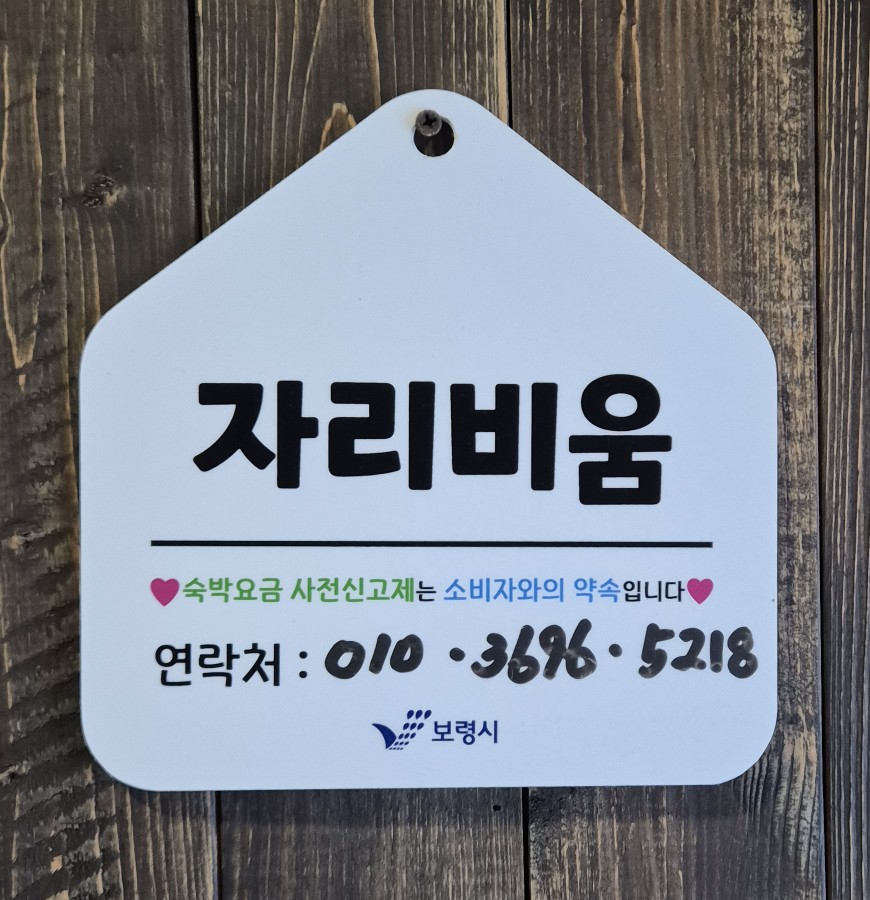 자리비움
숙박요금 사전신고제는 소비자와의 약속입니다
연락처 : 010 · 3696 · 5218
보령시